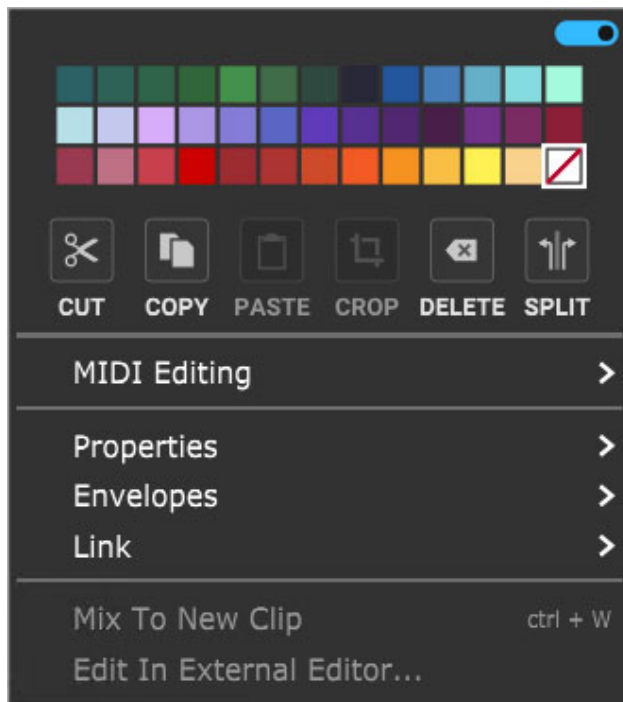 CUT COPY PASTE CROP DELETE SPLIT
MIDI Editing
Properties
Envelopes
Link
Mix To New Clip ctrl + W
Edit In External Editor...